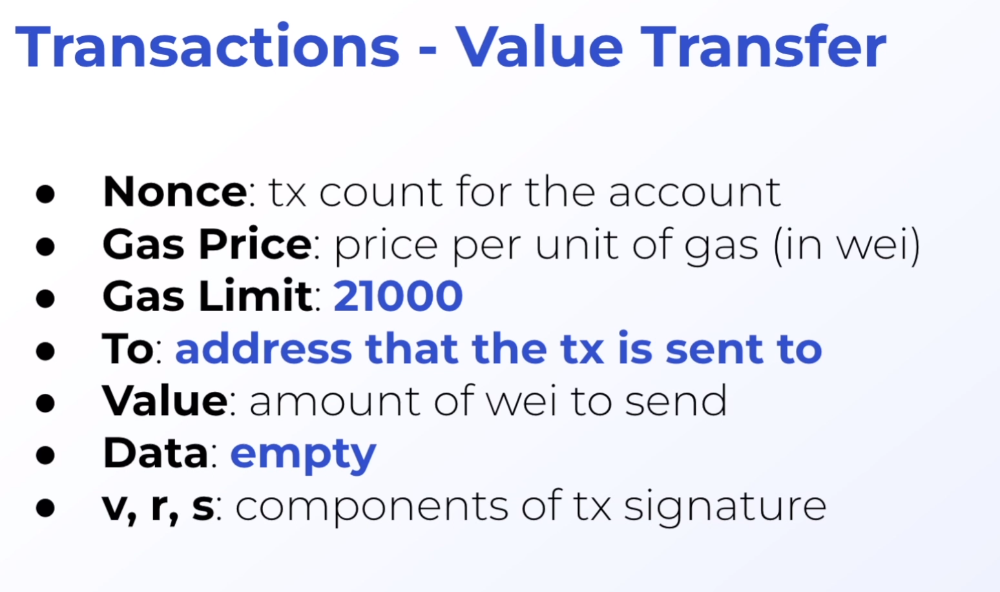 Transactions - Value Transfer
● Nonce: tx count for the account
● Gas Price: price per unit of gas (in wei)
● Gas Limit: 21000
● To: address that the tx is sent to
● Value: amount of wei to send
● Data: empty
● v, r, s: components of tx signature